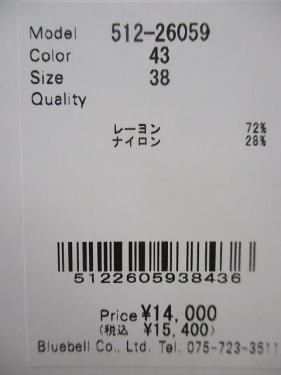 Model 512-26059
Color 43
Size 38
Quality
レーヨン 72%
ナイロン 28%
5122605938436
Price ¥14,000
(税込 ¥15,400)
Bluebell Co., Ltd. Tel. 075-723-3511